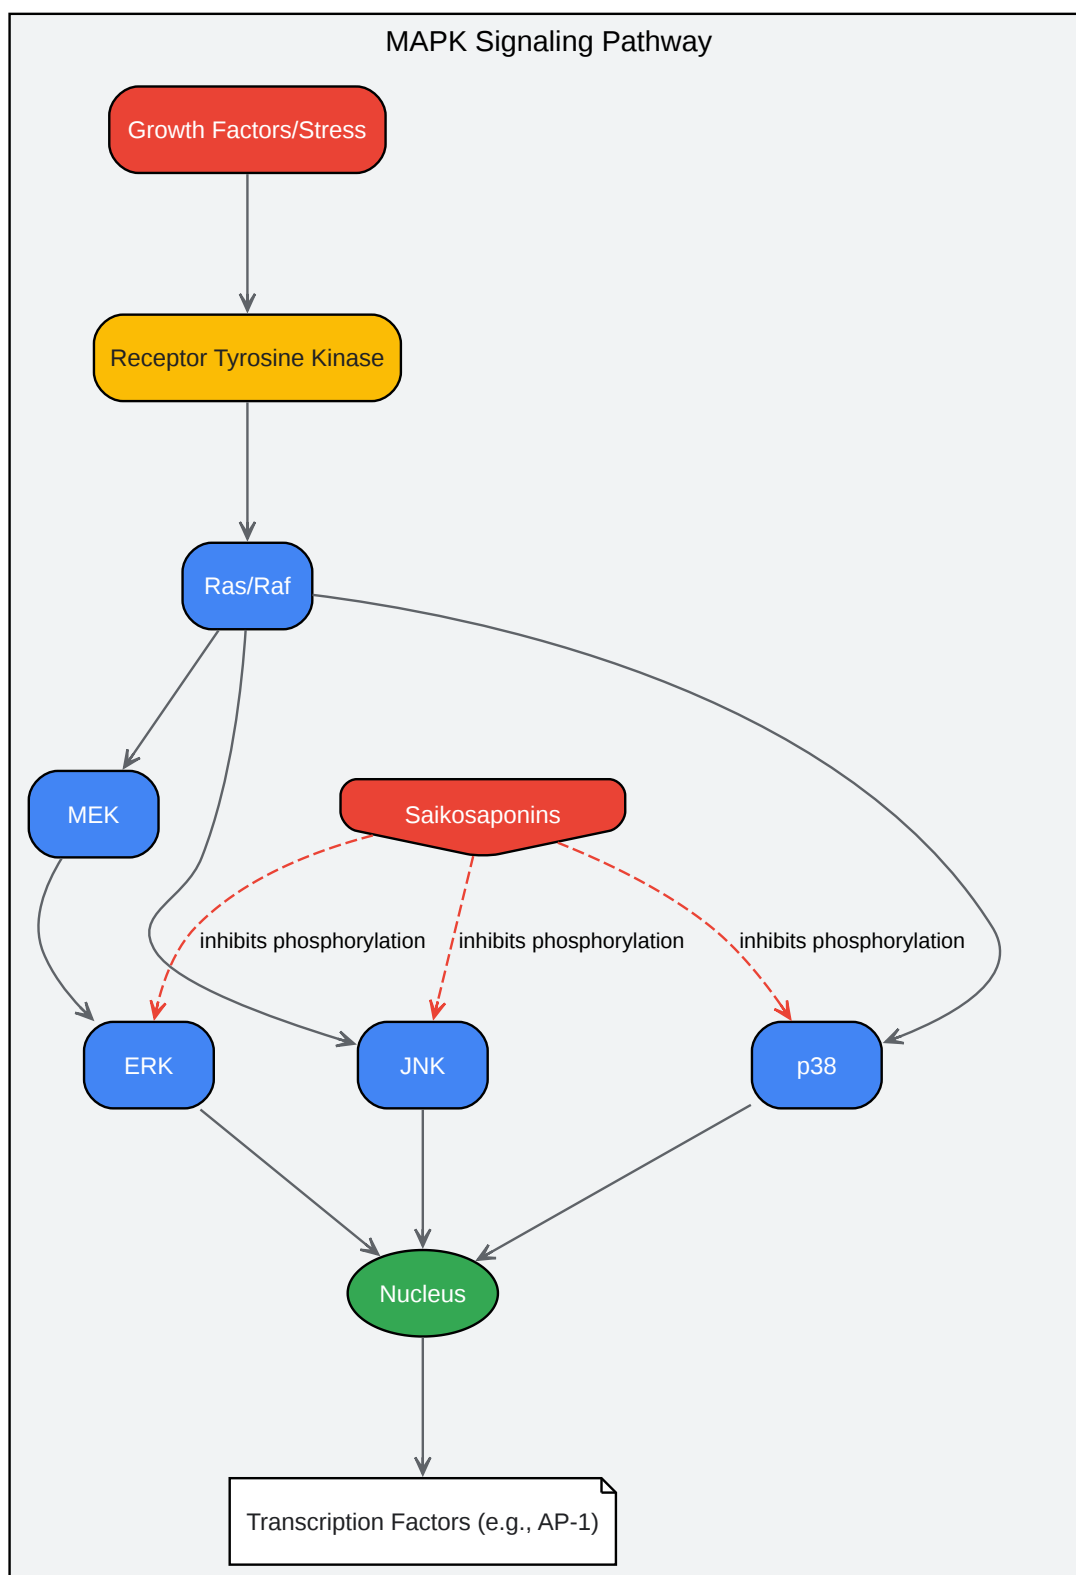 MAPK Signaling Pathway
Growth Factors/Stress
Receptor Tyrosine Kinase
Ras/Raf
MEK
Saikosaponins
inhibits phosphorylation
inhibits phosphorylation
inhibits phosphorylation
ERK
JNK
p38
Nucleus
Transcription Factors (e.g., AP-1)